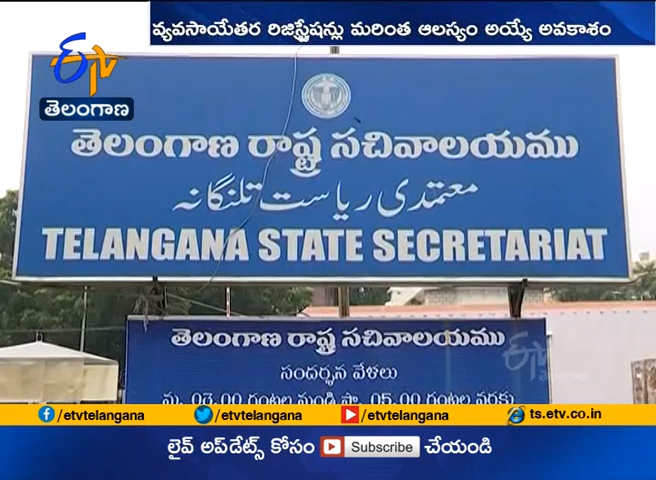 వ్యవసాయేతర రిజిస్ట్రేషన్లు మరింత ఆలస్యం అయ్యే అవకాశం
ETV
తెలంగాణ
తెలంగాణ రాష్ట్ర సచివాలయము
معتمدی ریاست تلنگانہ
TELANGANA STATE SECRETARIAT
తెలంగాణ రాష్ట్ర సచివాలయము
సందర్శన వేళలు
మ. 03.00 గంటల నుండి సా. 05.00 గంటల వరకు
/etvtelangana /etvtelangana /etvtelangana ts.etv.co.in
లైవ్ అప్‌డేట్స్ కోసం Subscribe చేయండి